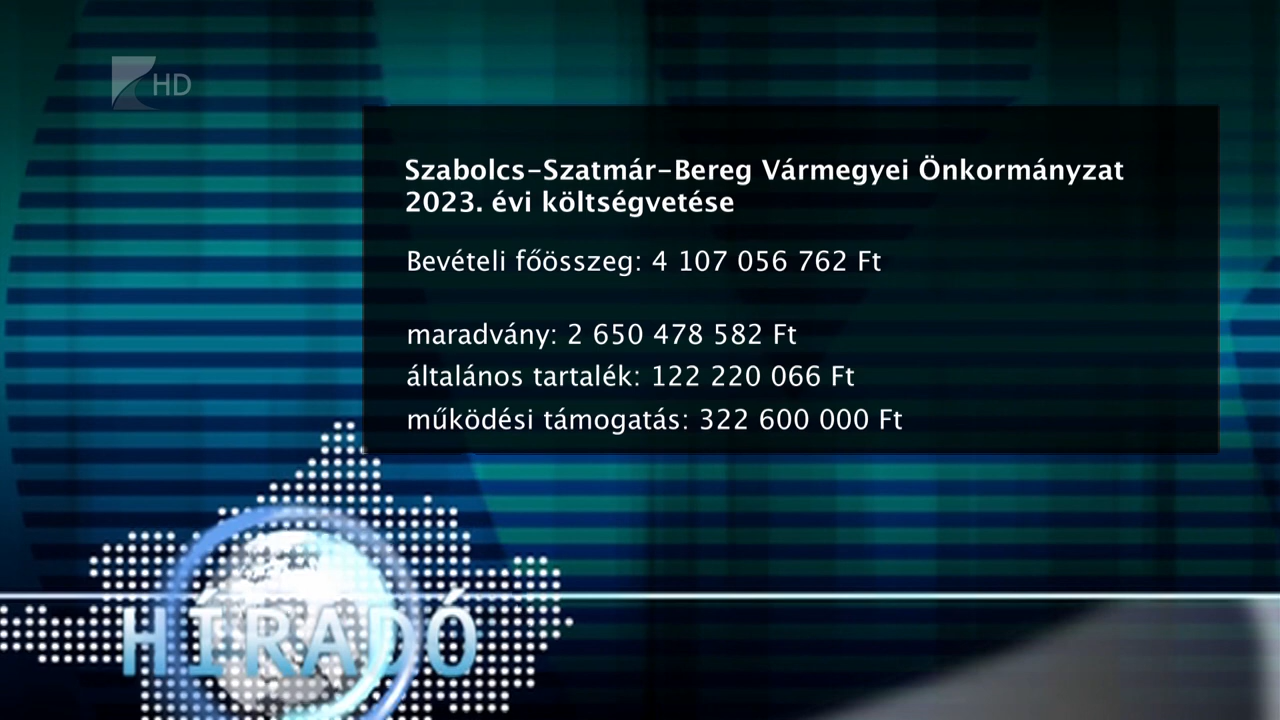 HD
Szabolcs-Szatmár-Bereg Vármegyei Önkormányzat
2023. évi költségvetése
Bevételi főösszeg: 4 107 056 762 Ft
maradvány: 2 650 478 582 Ft
általános tartalék: 122 220 066 Ft
működési támogatás: 322 600 000 Ft
HÍRADÓ